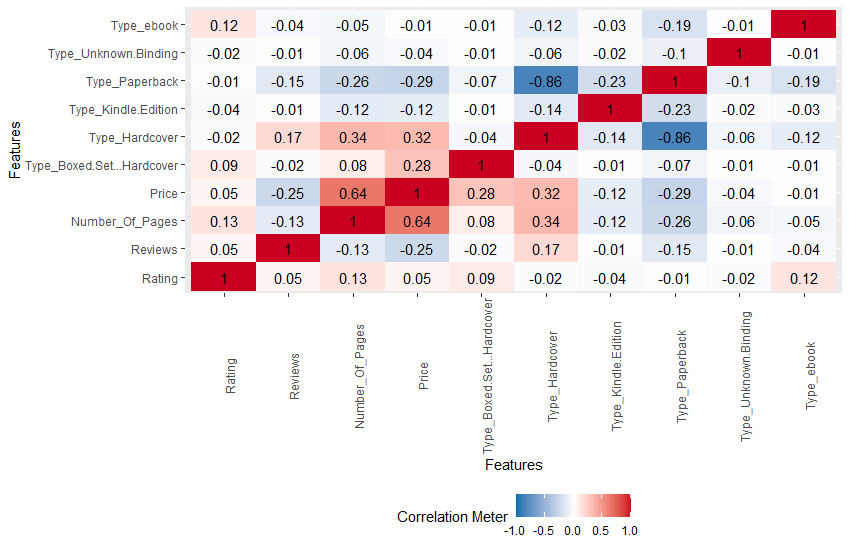 Type_ebook 0.12 -0.04 -0.05 -0.01 -0.01 -0.12 -0.03 -0.19 -0.01 1
Type_Unknown.Binding -0.02 -0.01 -0.06 -0.04 -0.01 -0.06 -0.02 -0.1 1 -0.01
Type_Paperback -0.01 -0.15 -0.26 -0.29 -0.07 -0.86 -0.23 1 -0.1 -0.19
Type_Kindle.Edition -0.04 -0.01 -0.12 -0.12 -0.01 -0.14 1 -0.23 -0.02 -0.03
Type_Hardcover -0.02 0.17 0.34 0.32 -0.04 1 -0.14 -0.86 -0.06 -0.12
Type_Boxed.Set...Hardcover 0.09 -0.02 0.08 0.28 1 -0.04 -0.01 -0.07 -0.01 -0.01
Price 0.05 -0.25 0.64 1 0.28 0.32 -0.12 -0.29 -0.04 -0.01
Number_Of_Pages 0.13 -0.13 1 0.64 0.08 0.34 -0.12 -0.26 -0.06 -0.05
Reviews 0.05 1 -0.13 -0.25 -0.02 0.17 -0.01 -0.15 -0.01 -0.04
Rating 1 0.05 0.13 0.05 0.09 -0.02 -0.04 -0.01 -0.02 0.12
Features
Rating
Reviews
Number_Of_Pages
Price
Type_Boxed.Set...Hardcover
Type_Hardcover
Type_Kindle.Edition
Type_Paperback
Type_Unknown.Binding
Type_ebook
Features
Correlation Meter
-1.0 -0.5 0.0 0.5 1.0